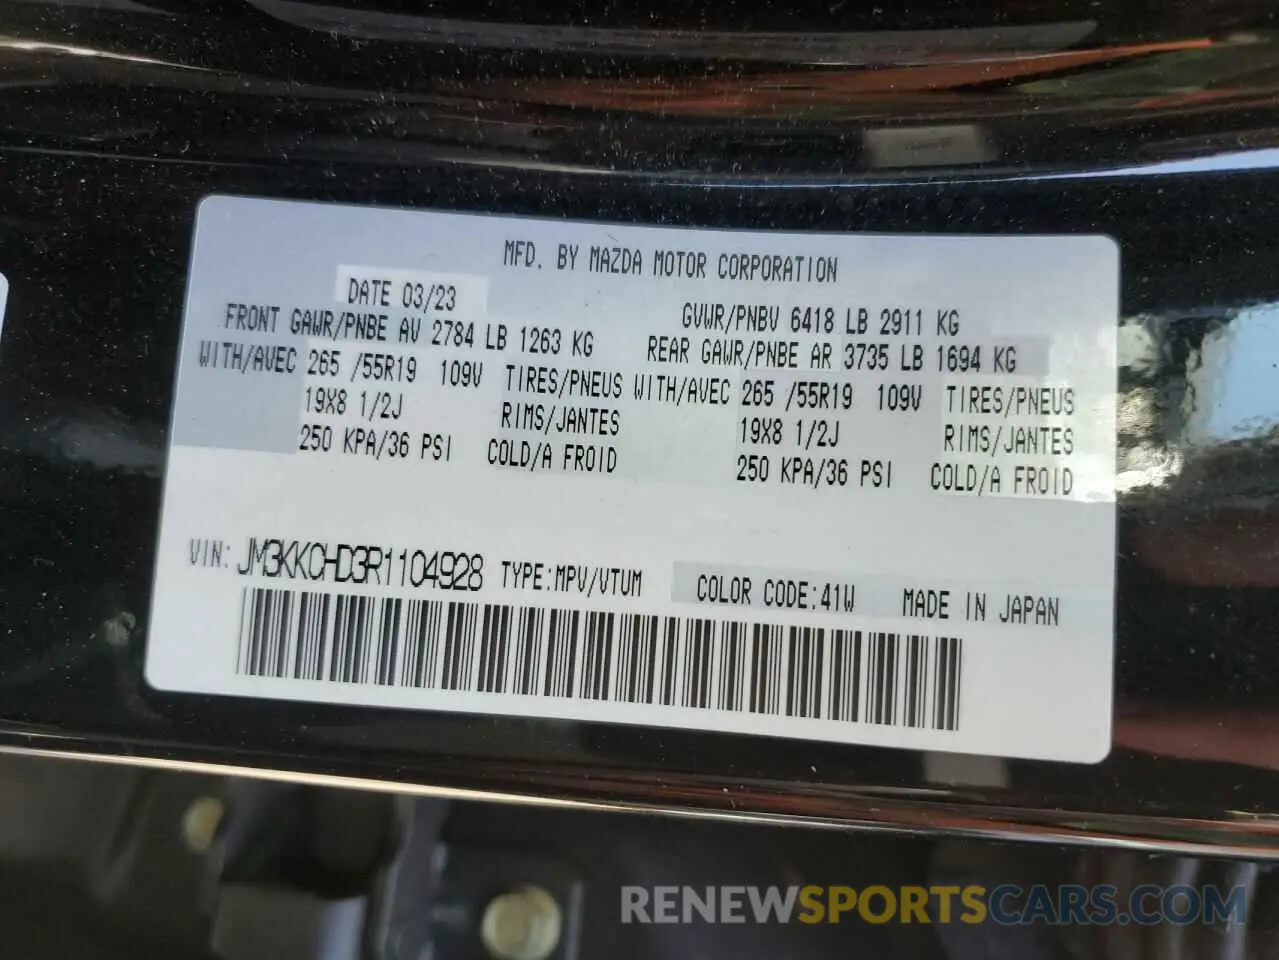 MFD. BY MAZDA MOTOR CORPORATION
DATE 03/23
GVWR/PNBV 6418 LB 2911 KG
FRONT GAWR/PNBE AV 2784 LB 1263 KG
REAR GAWR/PNBE AR 3735 LB 1694 KG
WITH/AVEC 265 /55R19 109V TIRES/PNEUS
19X8 1/2J RIMS/JANTES
250 KPA/36 PSI COLD/A FROID
WITH/AVEC 265 /55R19 109V TIRES/PNEUS
19X8 1/2J RIMS/JANTES
250 KPA/36 PSI COLD/A FROID
VIN: JM3KKCHD3R1104928 TYPE:MPV/VTUM COLOR CODE:41W MADE IN JAPAN
RENEWSPORTSCARS.COM